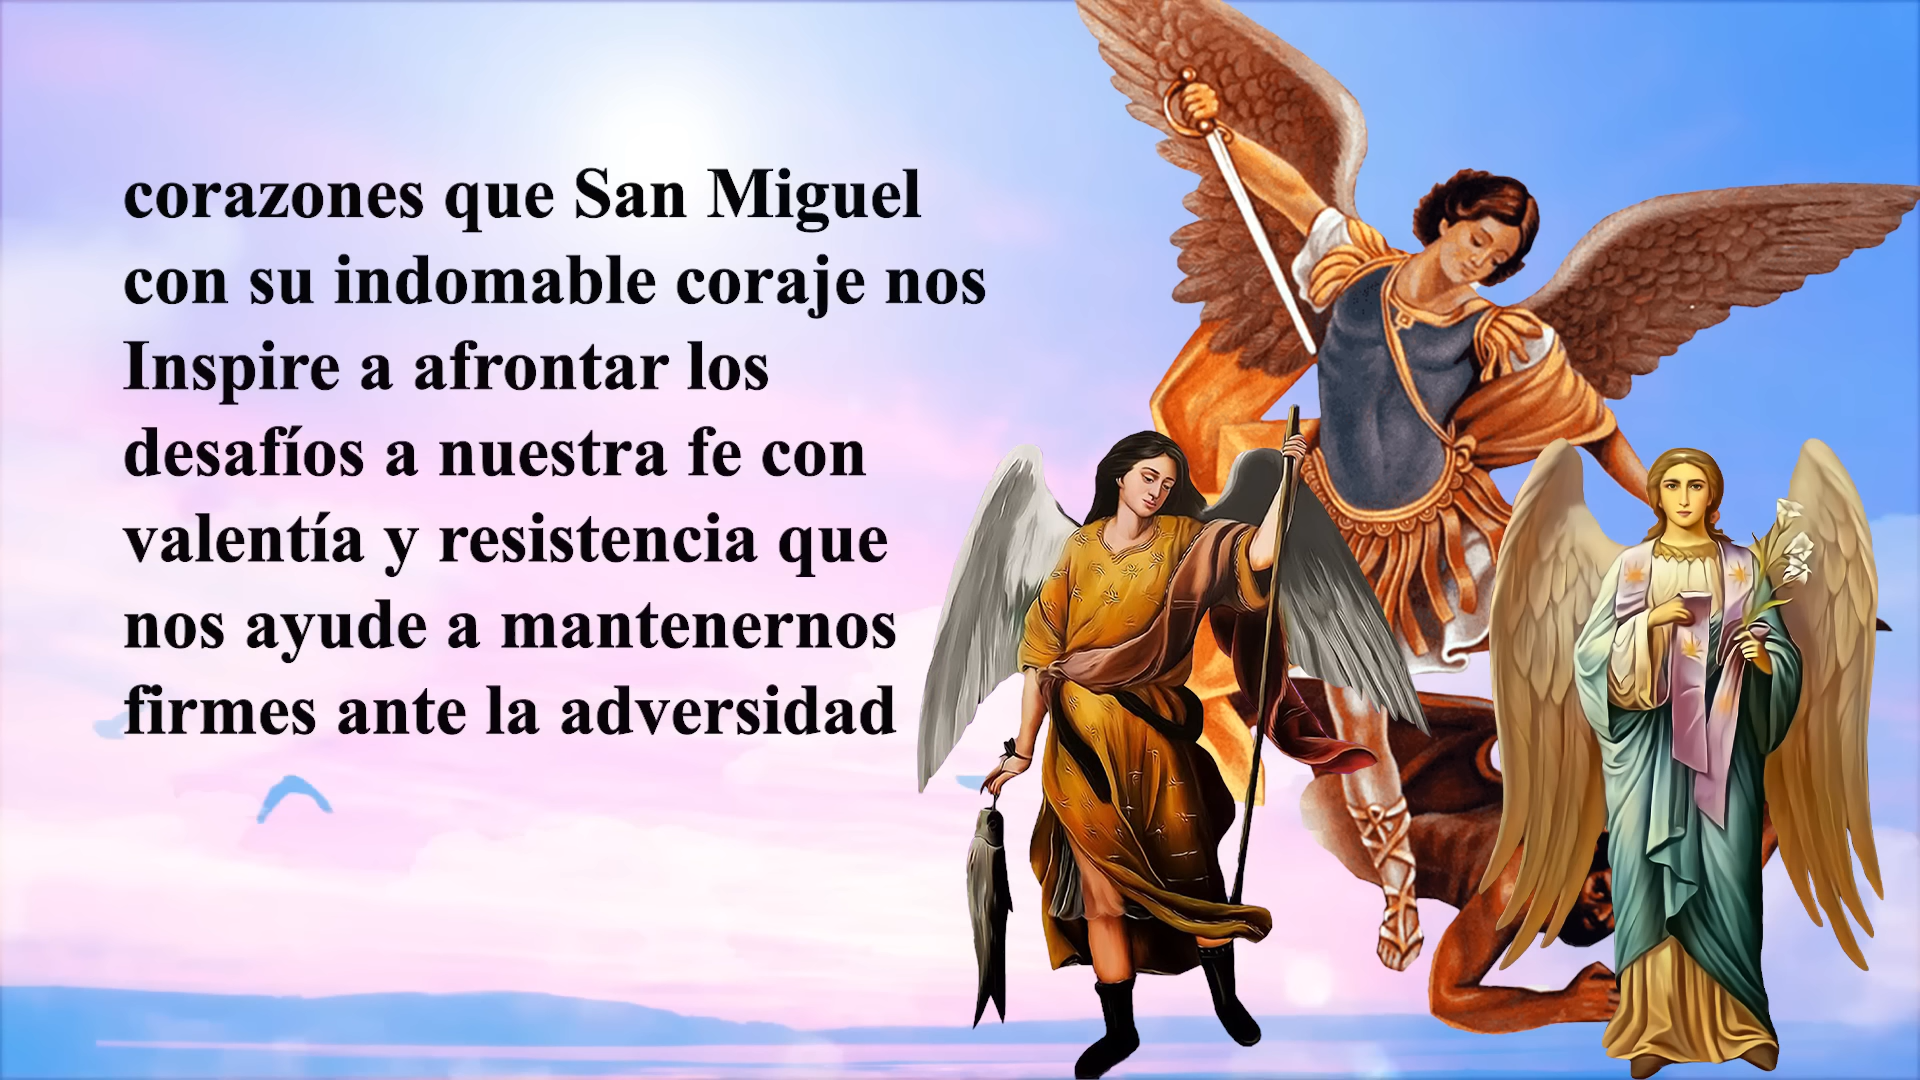 corazones que San Miguel
con su indomable coraje nos
Inspire a afrontar los
desafíos a nuestra fe con
valentía y resistencia que
nos ayude a mantenernos
firmes ante la adversidad